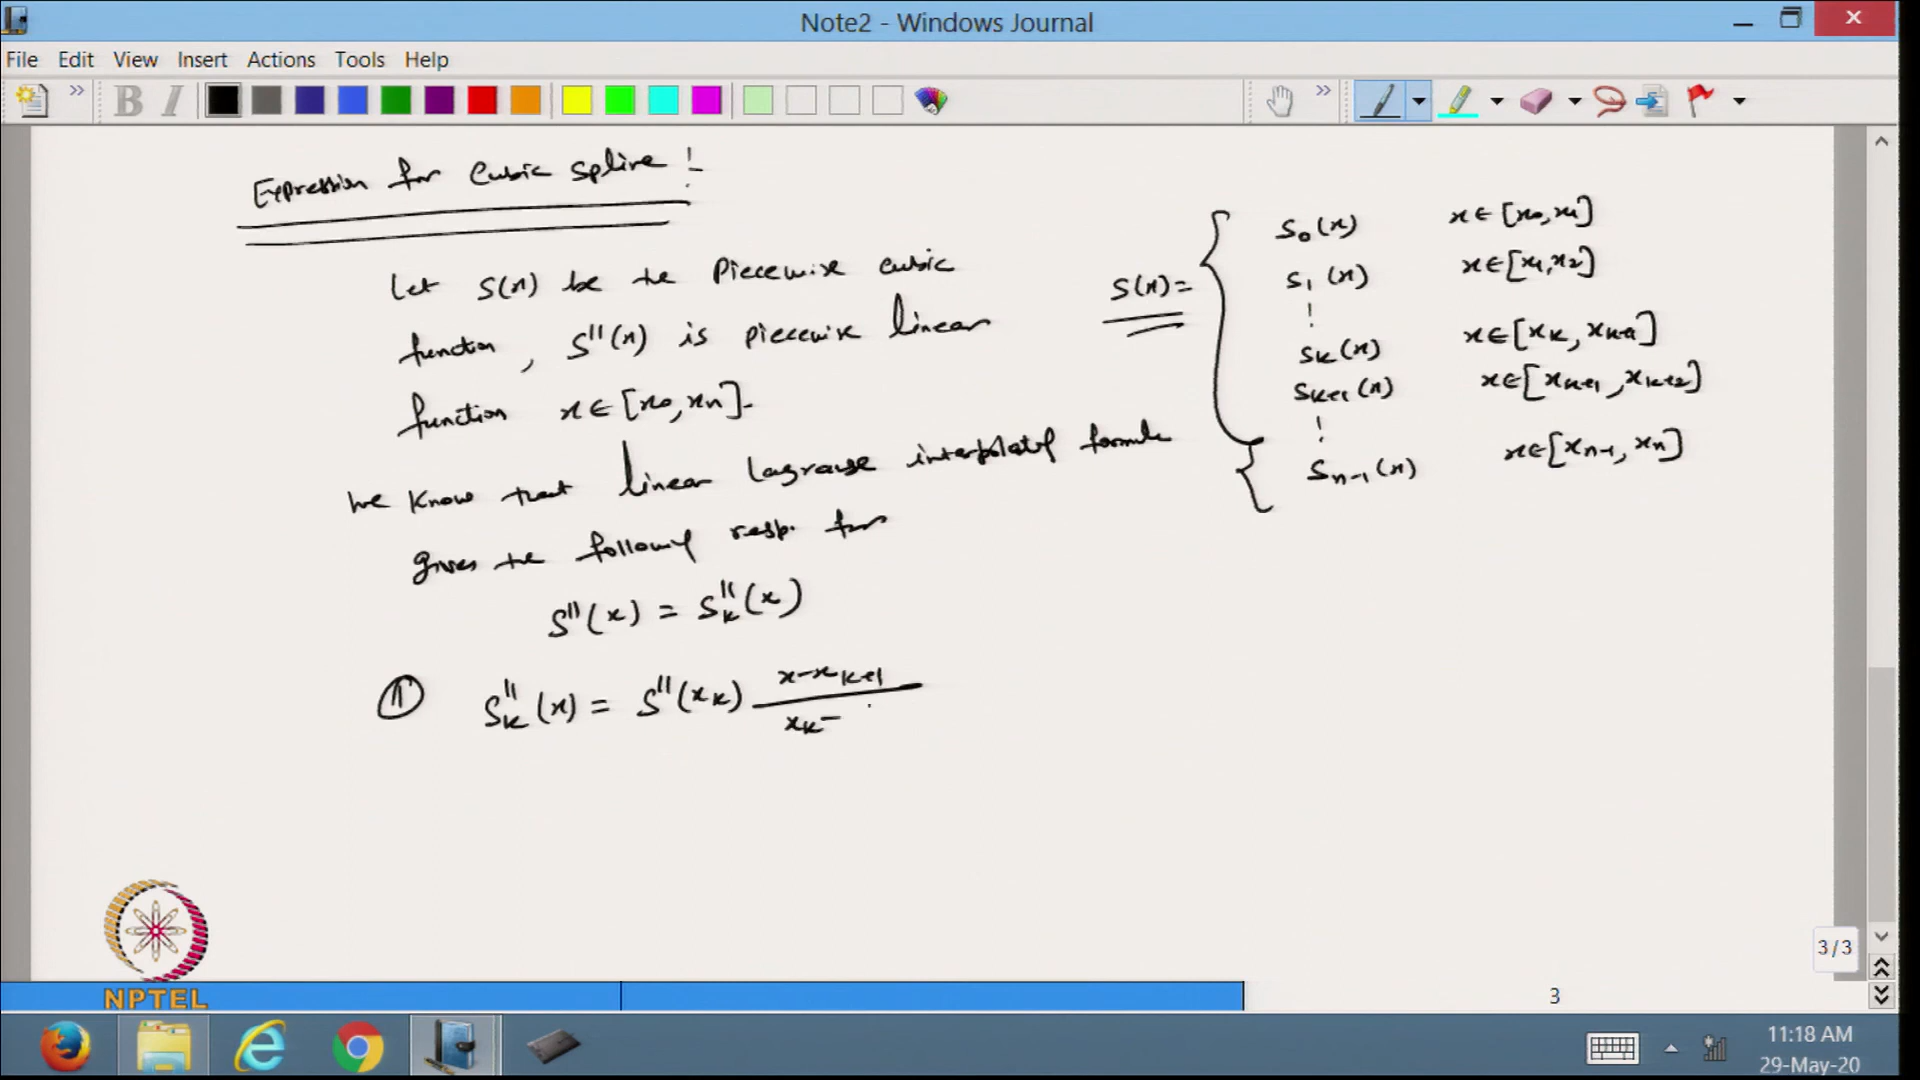 Note2 - Windows Journal
File Edit View Insert Actions Tools Help
Expression for Cubic Spline :
Let S(x) be the Piecewise cubic
function, S''(x) is piecewise linear
function x ∈ [x₀, xₙ].
We know that linear Lagrange interpolatⁿ formula
gives the following resp. for
S''(x) = Sₖ''(x)
① Sₖ''(x) = S''(xₖ) (x-xₖ₊₁)/(xₖ-
S(x) = {
S₀(x) x ∈ [x₀, x₁]
S₁(x) x ∈ [x₁, x₂]
⋮
Sₖ(x) x ∈ [xₖ, xₖ₊₁]
Sₖ₊₁(x) x ∈ [xₖ₊₁, xₖ₊₂]
⋮
Sₙ₋₁(x) x ∈ [xₙ₋₁, xₙ]
3/3
NPTEL
3
11:18 AM
29-May-20